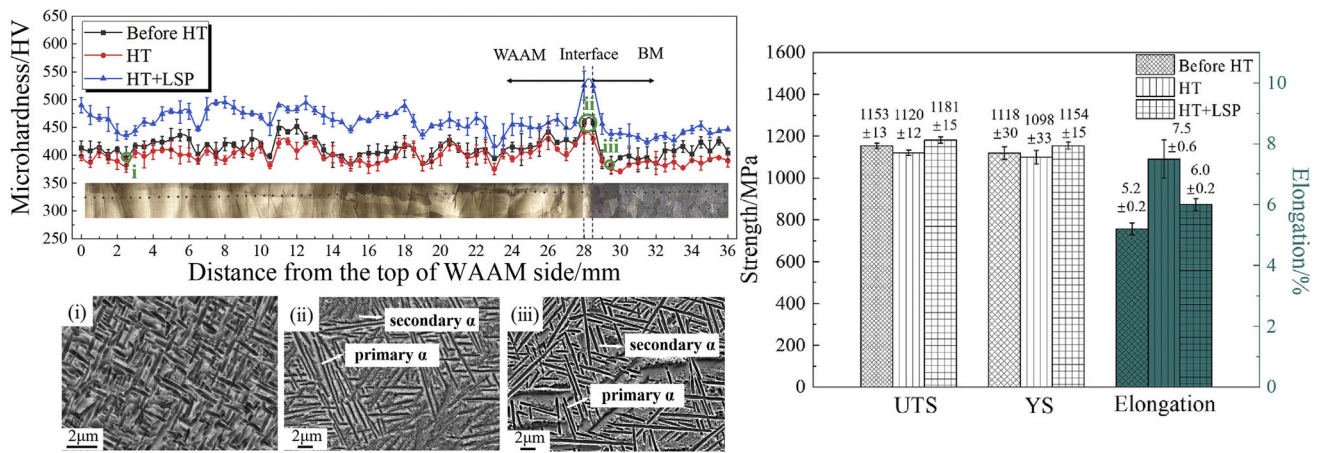 650
600
550
500
450
400
350
300
250
Microhardness/HV
Before HT
HT
HT+LSP
WAAM Interface BM
i
ii
iii
0 2 4 6 8 10 12 14 16 18 20 22 24 26 28 30 32 34 36
Distance from the top of WAAM side/mm
(i)
2μm
(ii)
secondary α
primary α
2μm
(iii)
secondary α
primary α
2μm
1600
1400
1200
1000
800
600
400
200
0
Strength/MPa
Before HT
HT
HT+LSP
1153
±13
1120
±12
1181
±15
1118
±30
1098
±33
1154
±15
5.2
±0.2
7.5
±0.6
6.0
±0.2
UTS YS Elongation
10
8
6
4
2
0
Elongation/%